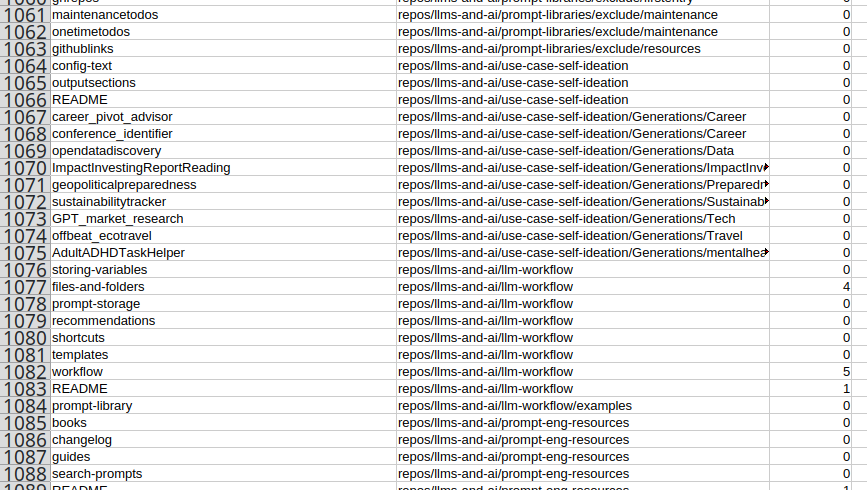 1061 maintenancetodos repos/llms-and-ai/prompt-libraries/exclude/maintenance 0
1062 onetimetodos repos/llms-and-ai/prompt-libraries/exclude/maintenance 0
1063 githublinks repos/llms-and-ai/prompt-libraries/exclude/resources 0
1064 config-text repos/llms-and-ai/use-case-self-ideation 0
1065 outputsections repos/llms-and-ai/use-case-self-ideation 0
1066 README repos/llms-and-ai/use-case-self-ideation 0
1067 career_pivot_advisor repos/llms-and-ai/use-case-self-ideation/Generations/Career 0
1068 conference_identifier repos/llms-and-ai/use-case-self-ideation/Generations/Career 0
1069 opendatadiscovery repos/llms-and-ai/use-case-self-ideation/Generations/Data 0
1070 ImpactInvestingReportReading repos/llms-and-ai/use-case-self-ideation/Generations/ImpactInv 0
1071 geopoliticalpreparedness repos/llms-and-ai/use-case-self-ideation/Generations/Preparedn 0
1072 sustainabilitytracker repos/llms-and-ai/use-case-self-ideation/Generations/Sustainab 0
1073 GPT_market_research repos/llms-and-ai/use-case-self-ideation/Generations/Tech 0
1074 offbeat_ecotravel repos/llms-and-ai/use-case-self-ideation/Generations/Travel 0
1075 AdultADHDTaskHelper repos/llms-and-ai/use-case-self-ideation/Generations/mentalhea 0
1076 storing-variables repos/llms-and-ai/llm-workflow 0
1077 files-and-folders repos/llms-and-ai/llm-workflow 4
1078 prompt-storage repos/llms-and-ai/llm-workflow 0
1079 recommendations repos/llms-and-ai/llm-workflow 0
1080 shortcuts repos/llms-and-ai/llm-workflow 0
1081 templates repos/llms-and-ai/llm-workflow 0
1082 workflow repos/llms-and-ai/llm-workflow 5
1083 README repos/llms-and-ai/llm-workflow 1
1084 prompt-library repos/llms-and-ai/llm-workflow/examples 0
1085 books repos/llms-and-ai/prompt-eng-resources 0
1086 changelog repos/llms-and-ai/prompt-eng-resources 0
1087 guides repos/llms-and-ai/prompt-eng-resources 0
1088 search-prompts repos/llms-and-ai/prompt-eng-resources 0
1089 README repos/llms-and-ai/prompt-eng-resources 1